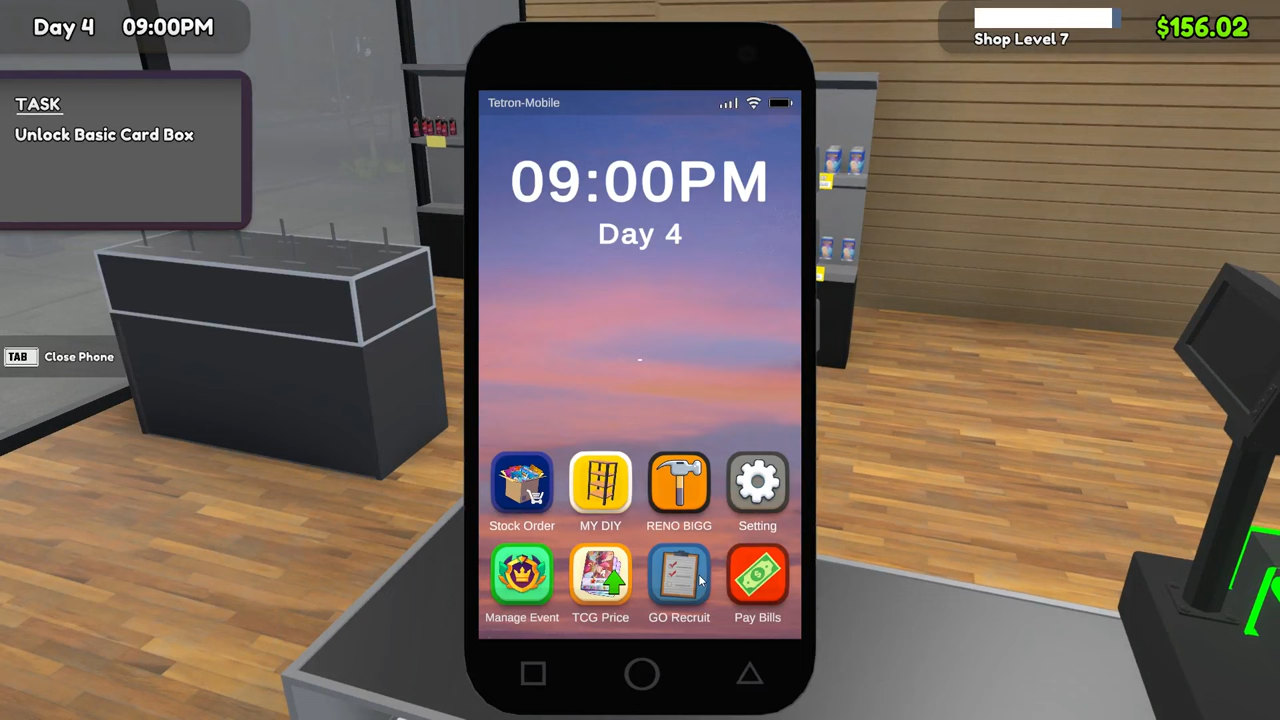 Day 4 09:00PM
Shop Level 7
$156.02
TASK
Unlock Basic Card Box
TAB Close Phone
Tetron-Mobile
09:00PM
Day 4
Stock Order MY DIY RENO BIGG Setting
Manage Event TCG Price GO Recruit Pay Bills